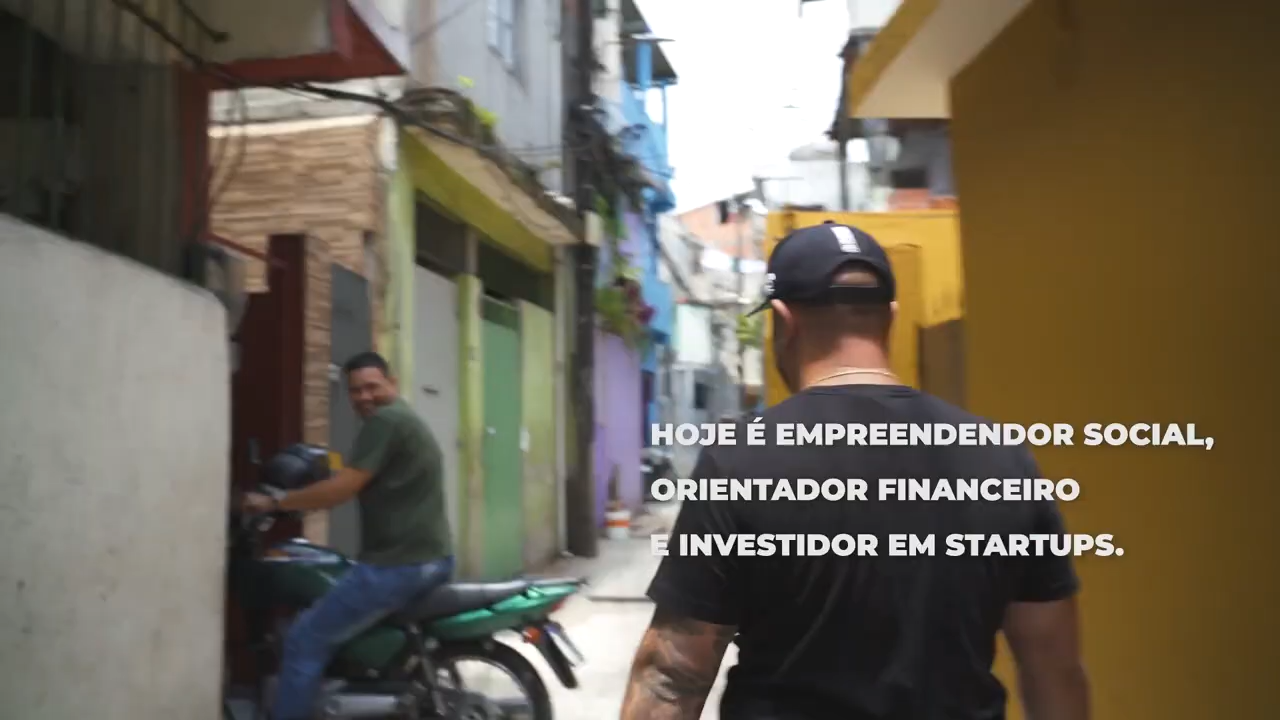 HOJE É EMPREENDENDOR SOCIAL,
ORIENTADOR FINANCEIRO
E INVESTIDOR EM STARTUPS.